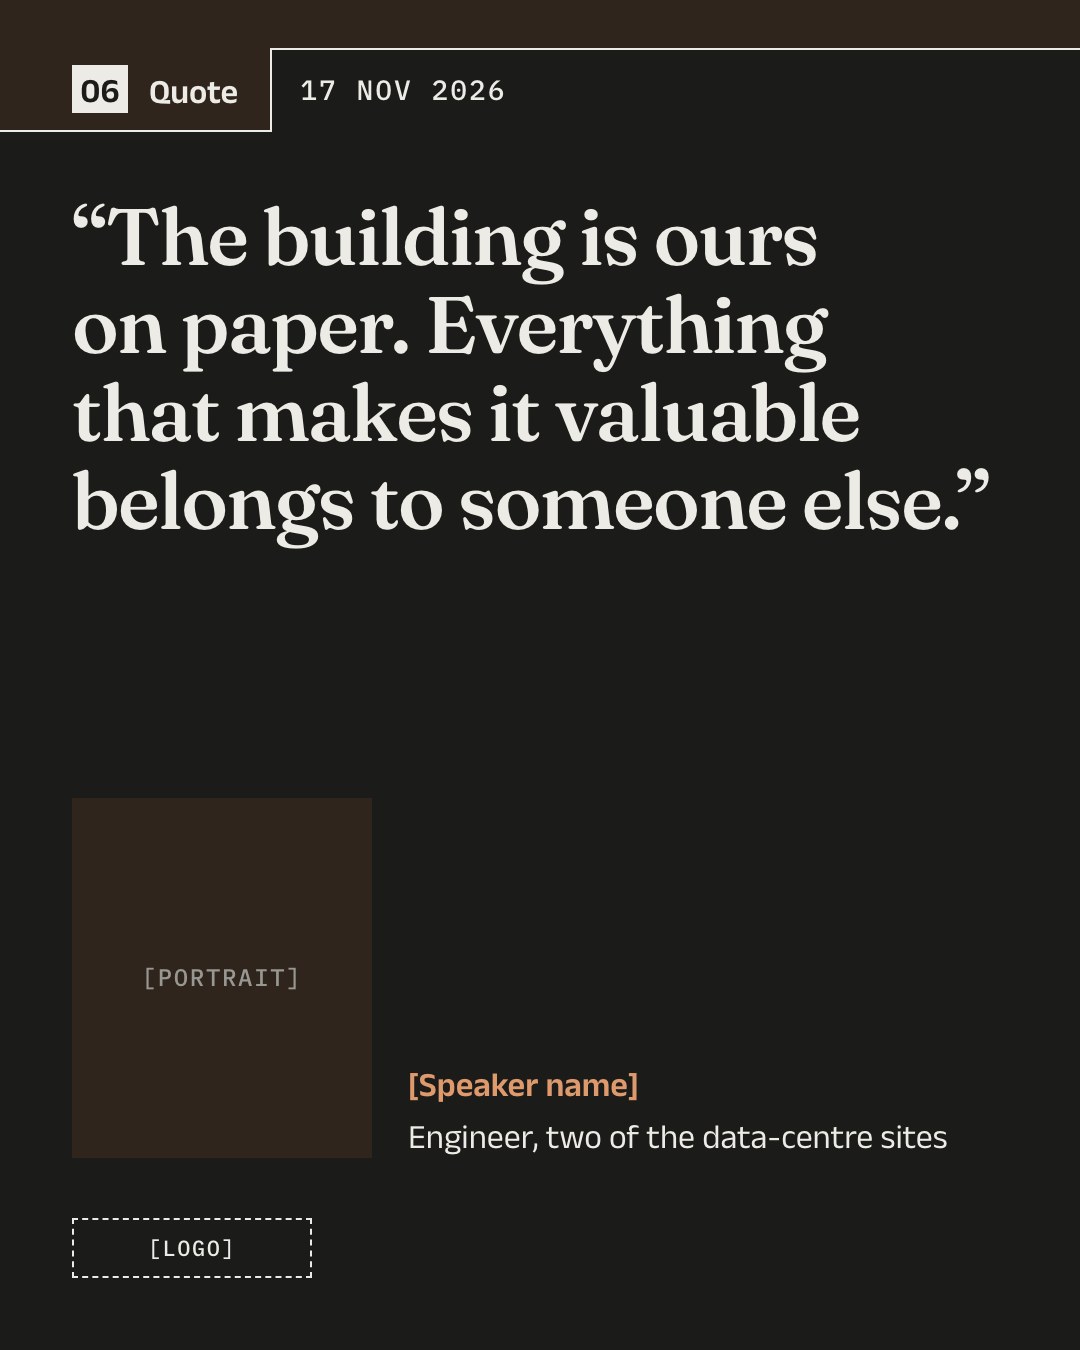 06 Quote
17 NOV 2026
“The building is ours
on paper. Everything
that makes it valuable
belongs to someone else.”
[PORTRAIT]
[Speaker name]
Engineer, two of the data-centre sites
[LOGO]